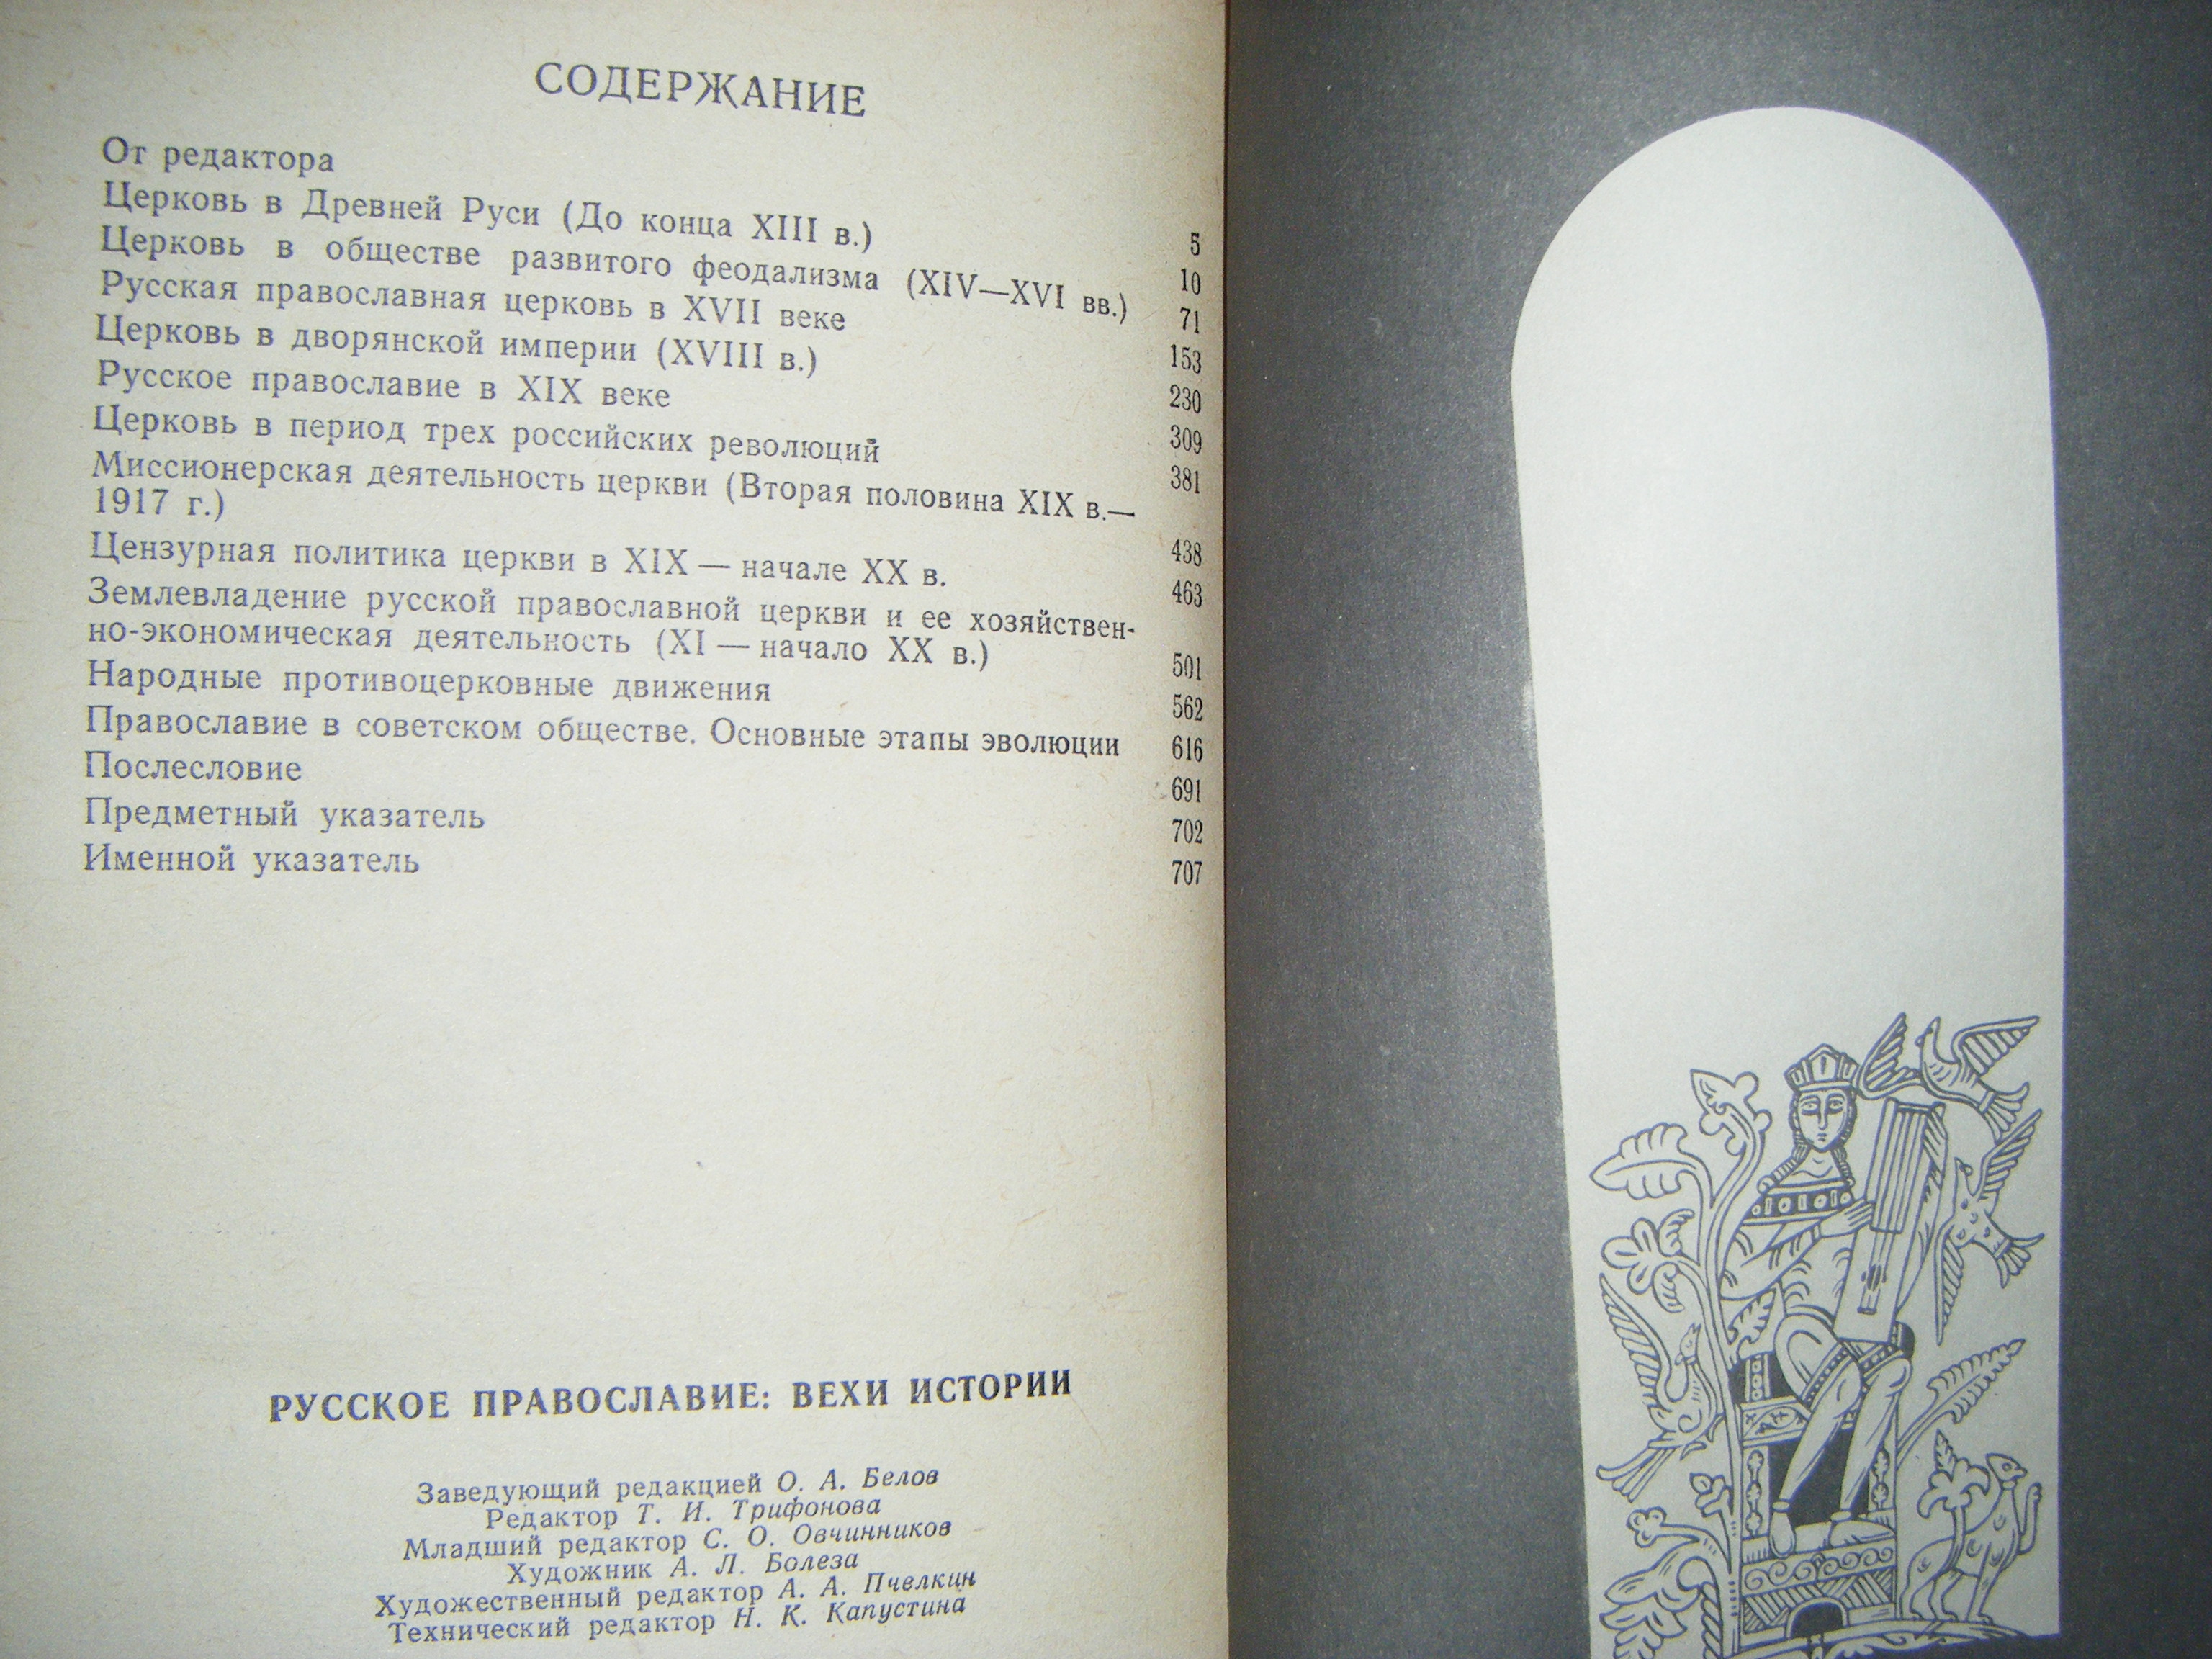 СОДЕРЖАНИЕ
От редактора 5
Церковь в Древней Руси (До конца XIII в.) 10
Церковь в обществе развитого феодализма (XIV—XVI вв.) 71
Русская православная церковь в XVII веке 153
Церковь в дворянской империи (XVIII в.) 230
Русское православие в XIX веке 309
Церковь в период трех российских революций 381
Миссионерская деятельность церкви (Вторая половина XIX в.—
1917 г.) 438
Цензурная политика церкви в XIX — начале XX в. 463
Землевладение русской православной церкви и ее хозяйствен-
но-экономическая деятельность (XI — начало XX в.) 501
Народные противоцерковные движения 562
Православие в советском обществе. Основные этапы эволюции 616
Послесловие 691
Предметный указатель 702
Именной указатель 707
РУССКОЕ ПРАВОСЛАВИЕ: ВЕХИ ИСТОРИИ
Заведующий редакцией О. А. Белов
Редактор Т. И. Трифонова
Младший редактор С. О. Овчинников
Художник А. Л. Болеза
Художественный редактор А. А. Пчелкин
Технический редактор Н. К. Капустина